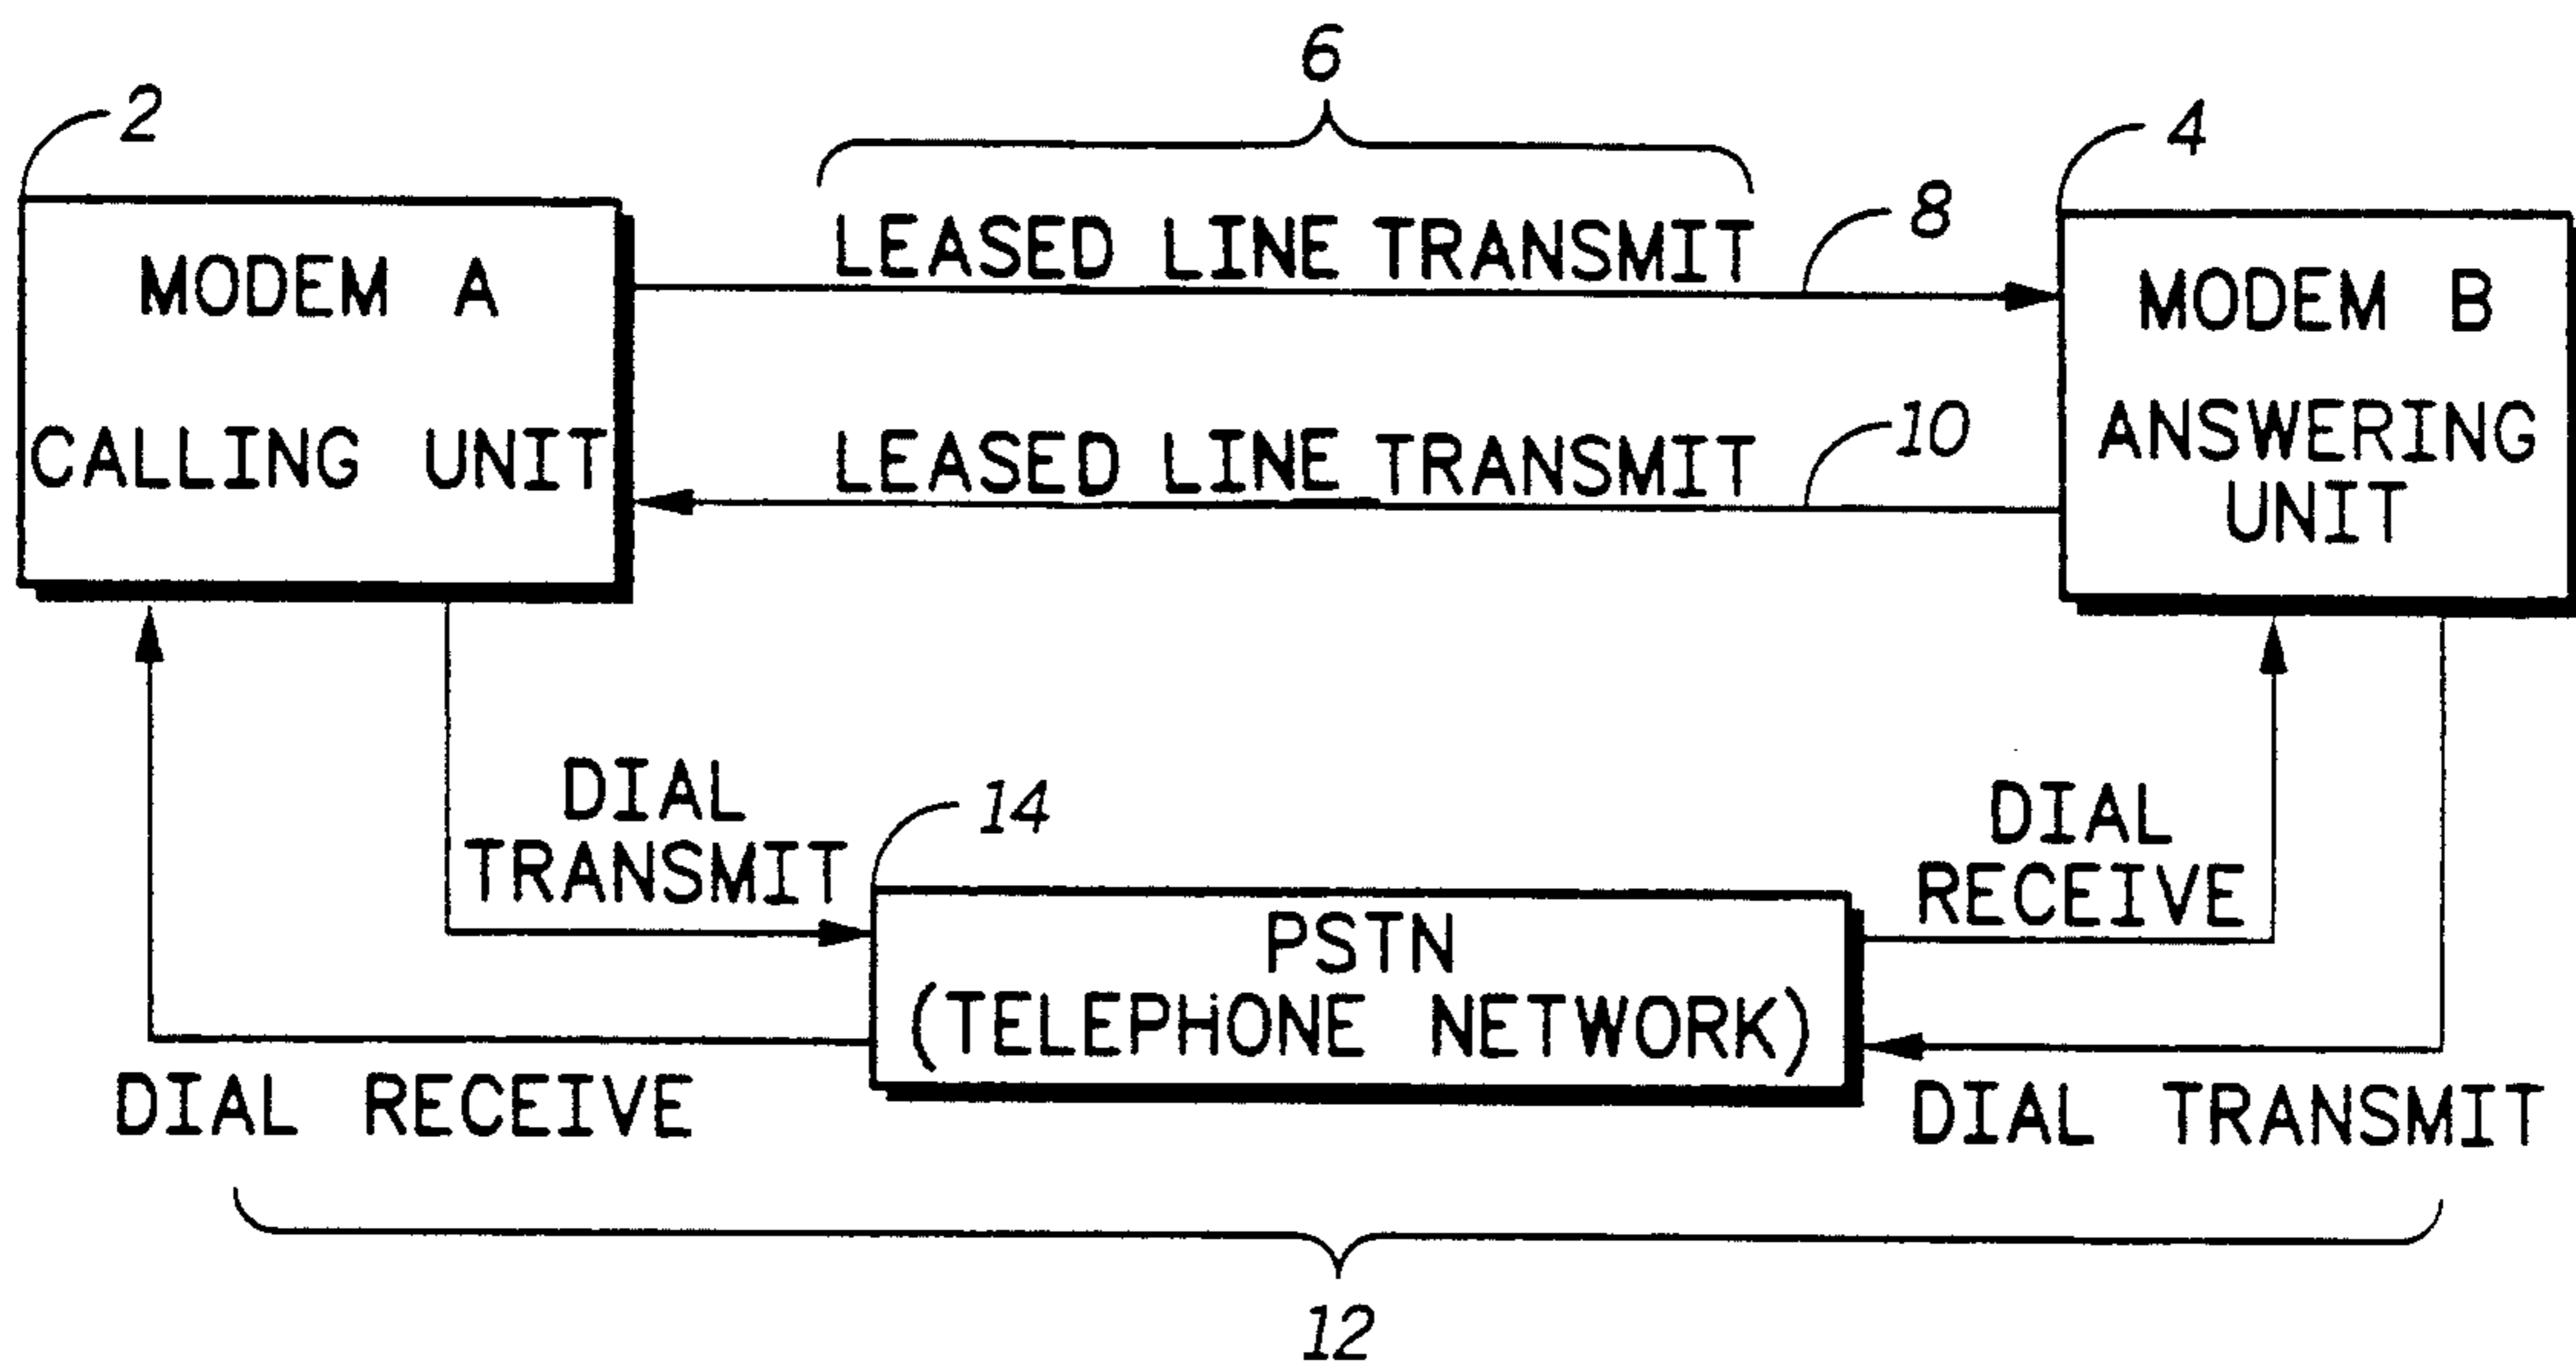 6
2
4
8
LEASED LINE TRANSMIT
MODEM A
MODEM B
10
CALLING UNIT
LEASED LINE TRANSMIT
ANSWERING
UNIT
DIAL
TRANSMIT
14
DIAL
RECEIVE
PSTN
(TELEPHONE NETWORK)
DIAL RECEIVE
DIAL TRANSMIT
12